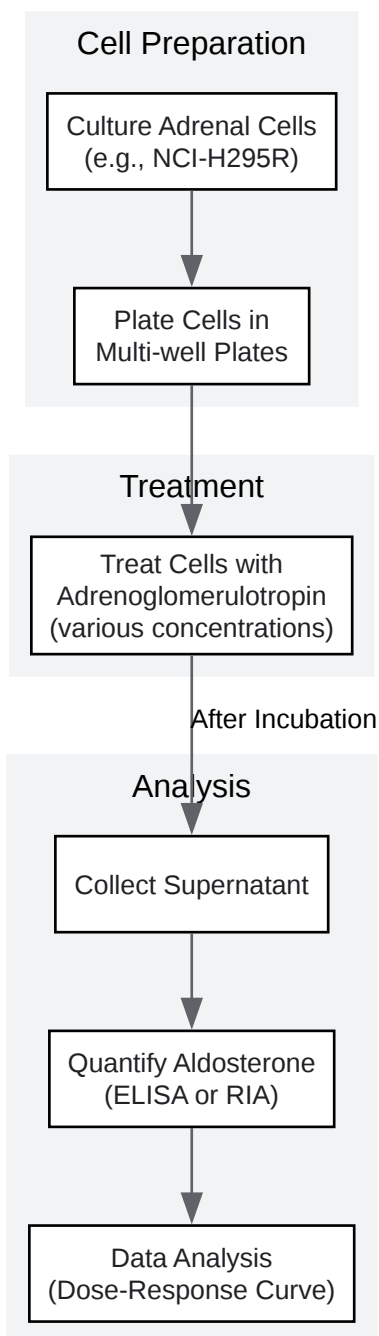 Cell Preparation
Culture Adrenal Cells
(e.g., NCI-H295R)
Plate Cells in
Multi-well Plates
Treatment
Treat Cells with
Adrenoglomerulotropin
(various concentrations)
After Incubation
Analysis
Collect Supernatant
Quantify Aldosterone
(ELISA or RIA)
Data Analysis
(Dose-Response Curve)